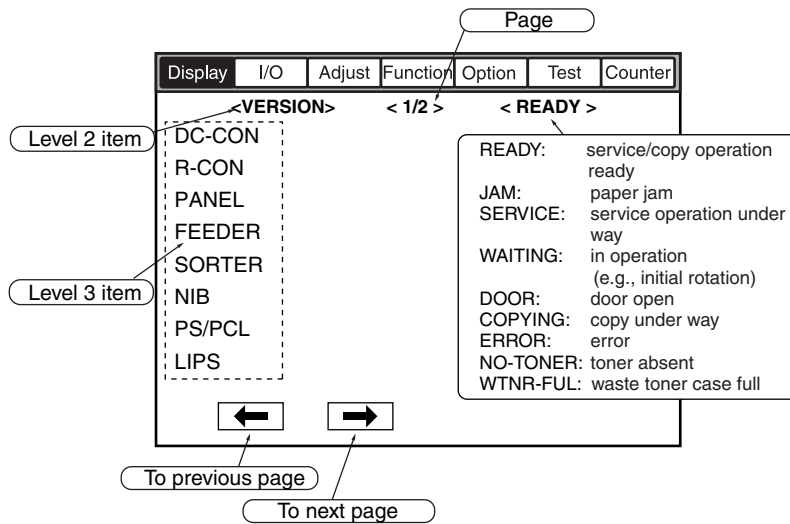 Page
Display I/O Adjust Function Option Test Counter
<VERSION> < 1/2 > < READY >
Level 2 item
DC-CON
R-CON
PANEL
FEEDER
SORTER
NIB
PS/PCL
LIPS
Level 3 item
READY: service/copy operation
ready
JAM: paper jam
SERVICE: service operation under
way
WAITING: in operation
(e.g., initial rotation)
DOOR: door open
COPYING: copy under way
ERROR: error
NO-TONER: toner absent
WTNR-FUL: waste toner case full
To previous page
To next page